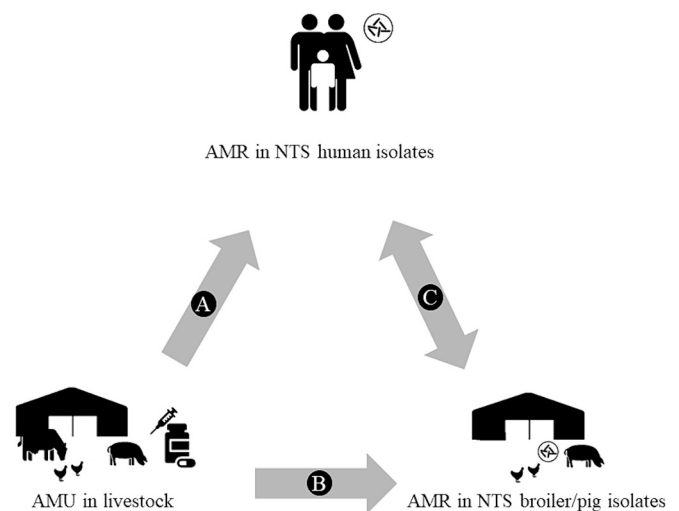 AMR in NTS human isolates
A
C
AMU in livestock
B
AMR in NTS broiler/pig isolates